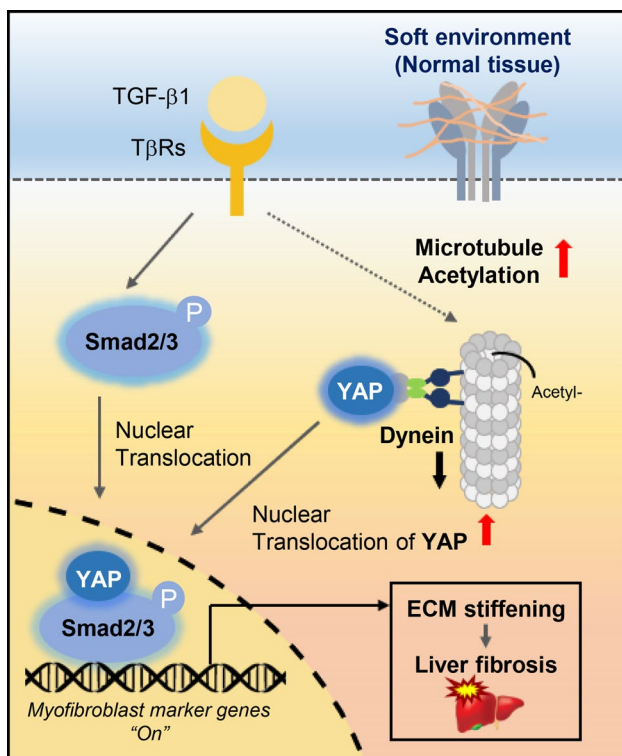 Soft environment
(Normal tissue)
TGF-β1
TβRs
Microtubule
Acetylation
P
Smad2/3
YAP
Acetyl-
Dynein
Nuclear
Translocation
Nuclear
Translocation of YAP
YAP
P
Smad2/3
ECM stiffening
Liver fibrosis
Myofibroblast marker genes
“On”